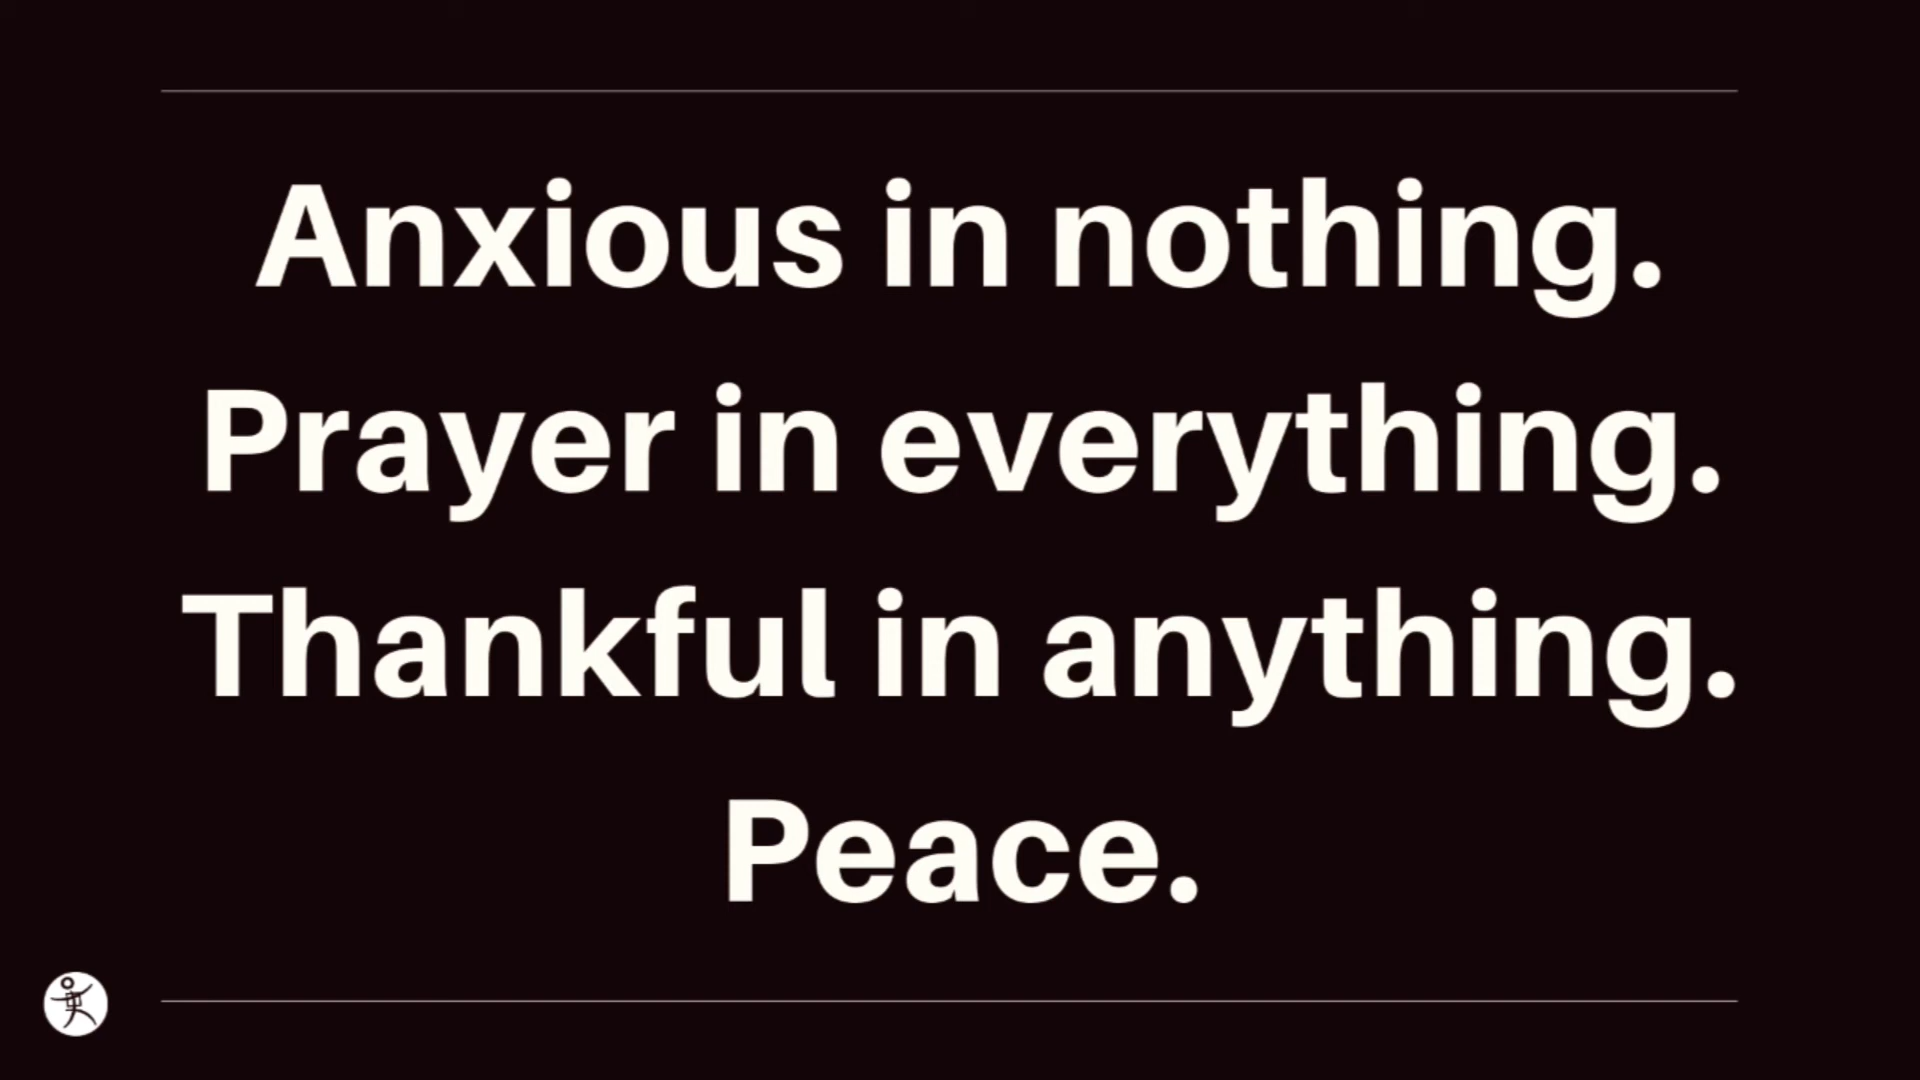 Anxious in nothing.
Prayer in everything.
Thankful in anything.
Peace.